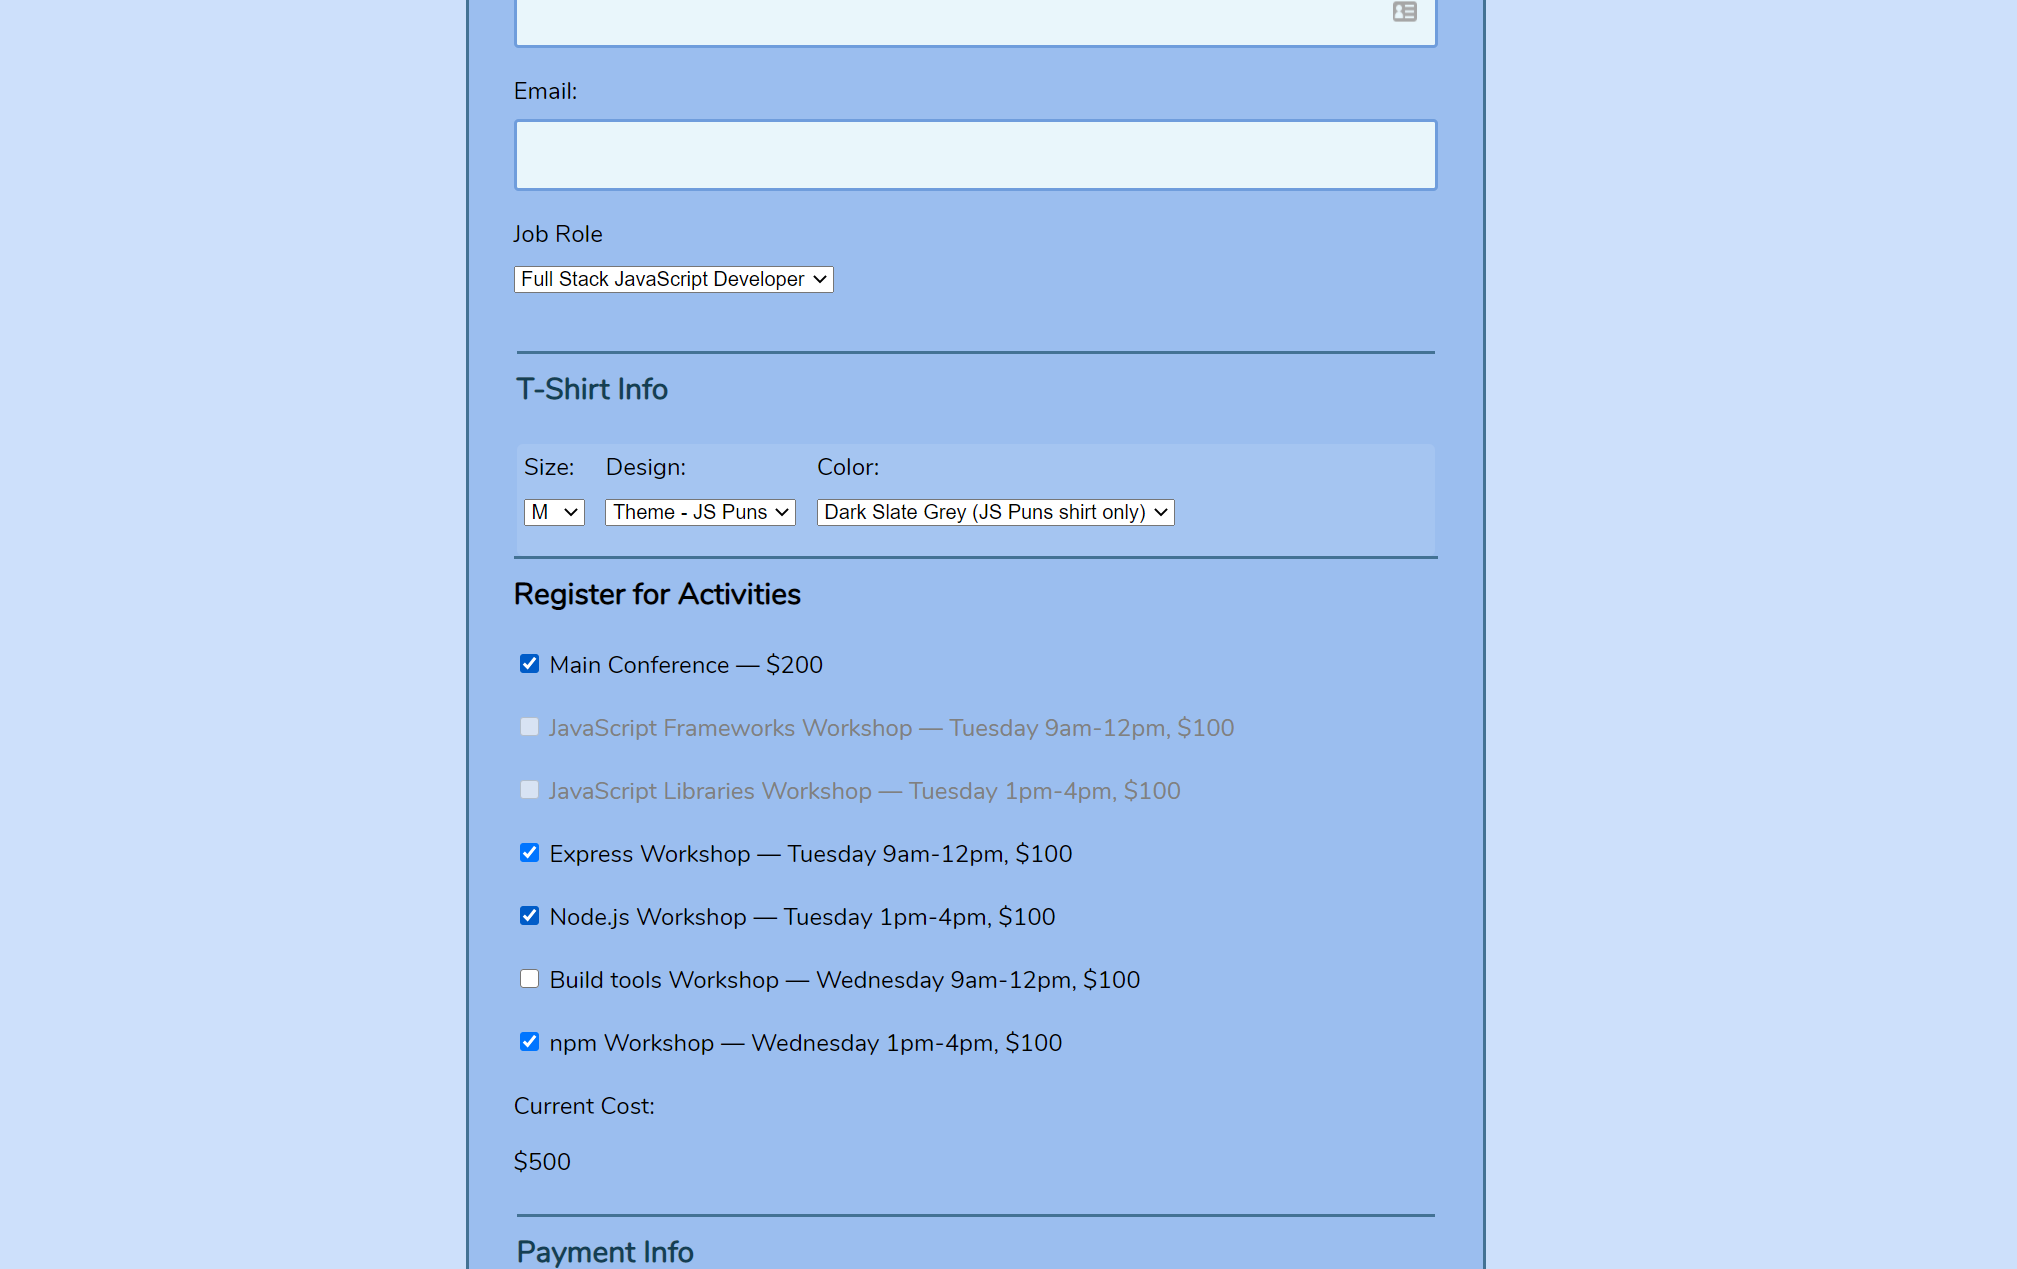 Email:
Job Role
Full Stack JavaScript Developer
T-Shirt Info
Size: Design: Color:
M Theme - JS Puns Dark Slate Grey (JS Puns shirt only)
Register for Activities
Main Conference — $200
JavaScript Frameworks Workshop — Tuesday 9am-12pm, $100
JavaScript Libraries Workshop — Tuesday 1pm-4pm, $100
Express Workshop — Tuesday 9am-12pm, $100
Node.js Workshop — Tuesday 1pm-4pm, $100
Build tools Workshop — Wednesday 9am-12pm, $100
npm Workshop — Wednesday 1pm-4pm, $100
Current Cost:
$500
Payment Info